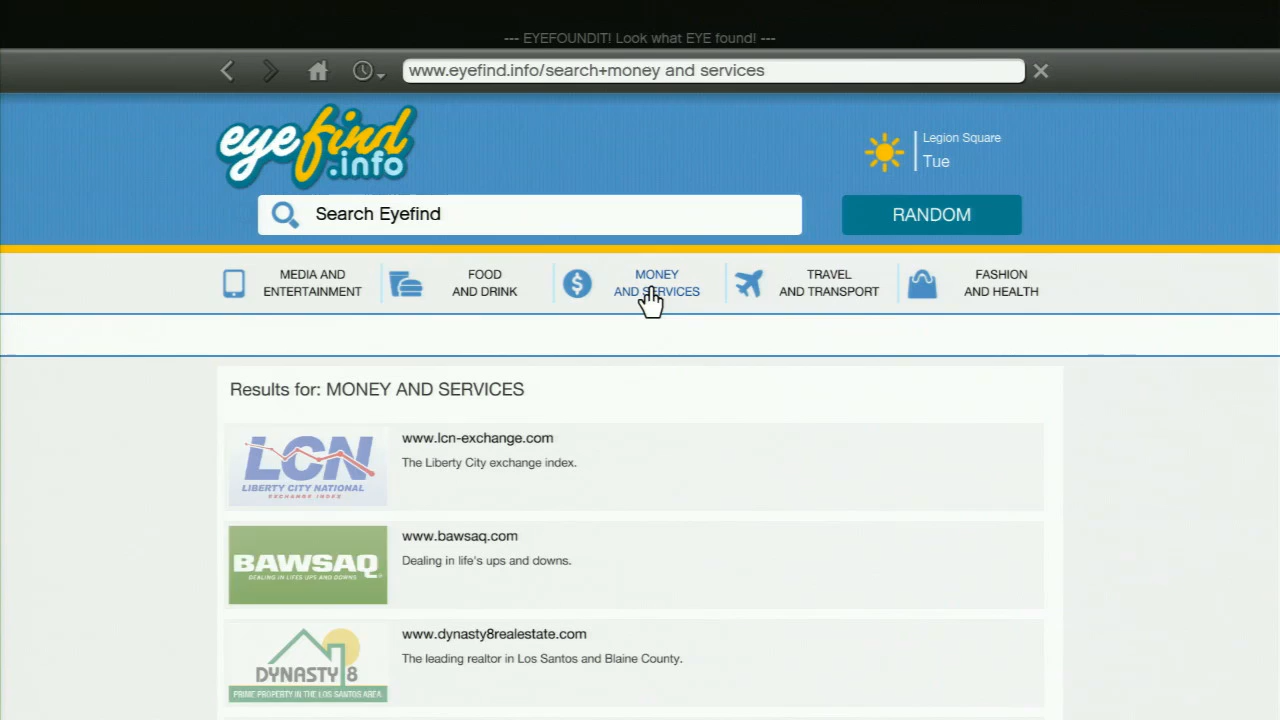 --- EYEFOUNDIT! Look what EYE found! ---
www.eyefind.info/search+money and services
eyefind
.info
Legion Square
Tue
Search Eyefind
RANDOM
MEDIA AND
ENTERTAINMENT
FOOD
AND DRINK
MONEY
AND SERVICES
TRAVEL
AND TRANSPORT
FASHION
AND HEALTH
Results for: MONEY AND SERVICES
LCN
LIBERTY CITY NATIONAL
EXCHANGE INDEX
www.lcn-exchange.com
The Liberty City exchange index.
BAWSAQ
DEALING IN LIFES UPS AND DOWNS
www.bawsaq.com
Dealing in life's ups and downs.
DYNASTY 8
PRIME PROPERTY IN THE LOS SANTOS AREA
www.dynasty8realestate.com
The leading realtor in Los Santos and Blaine County.